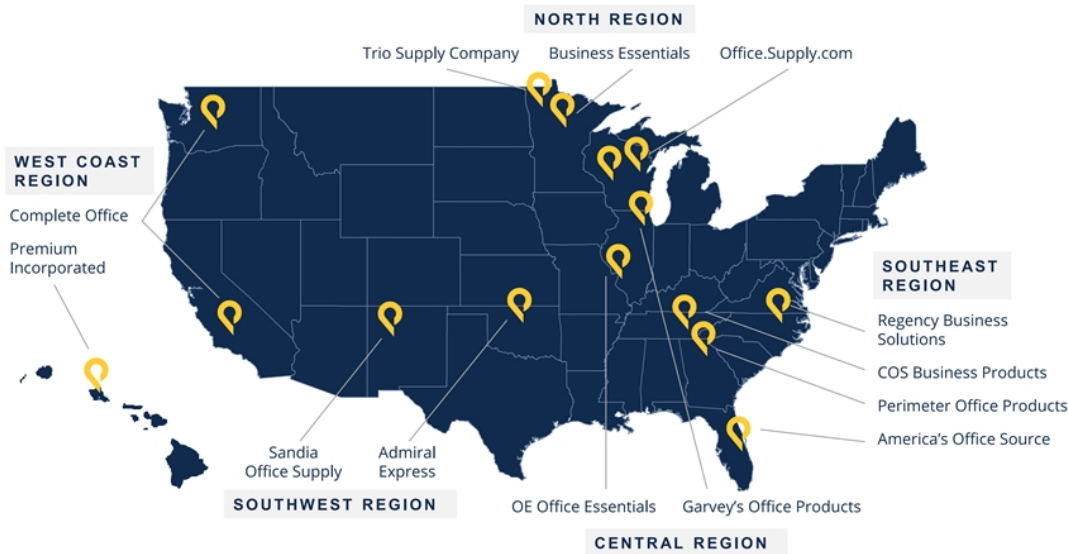 NORTH REGION
Trio Supply Company
Business Essentials
Office.Supply.com
WEST COAST
REGION
Complete Office
Premium
Incorporated
SOUTHEAST
REGION
Regency Business
Solutions
COS Business Products
Perimeter Office Products
America’s Office Source
Sandia
Office Supply
Admiral
Express
SOUTHWEST REGION
OE Office Essentials
Garvey’s Office Products
CENTRAL REGION